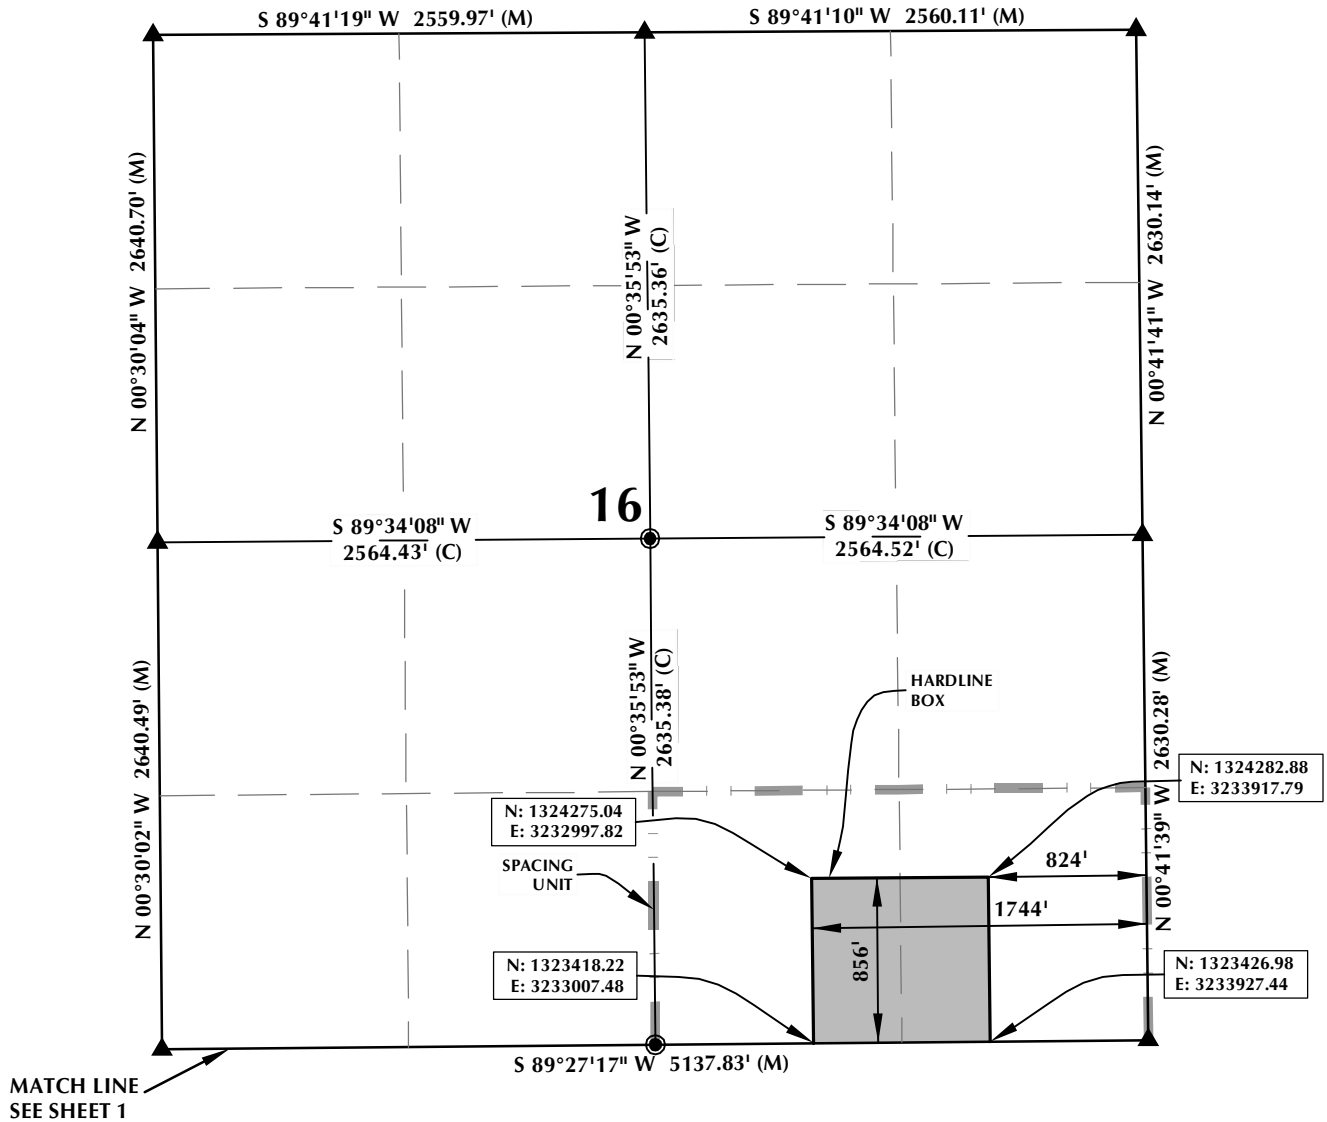 S 89°41'19" W 2559.97' (M)
S 89°41'10" W 2560.11' (M)
N 00°30'04" W 2640.70' (M)
N 00°35'53" W
2635.36' (C)
N 00°41'41" W 2630.14' (M)
16
S 89°34'08" W
2564.43' (C)
S 89°34'08" W
2564.52' (C)
N 00°30'02" W 2640.49' (M)
N 00°35'53" W
2635.38' (C)
N 00°41'39" W 2630.28' (M)
HARDLINE
BOX
N: 1324282.88
E: 3233917.79
N: 1324275.04
E: 3232997.82
SPACING
UNIT
824'
1744'
856'
N: 1323418.22
E: 3233007.48
N: 1323426.98
E: 3233927.44
S 89°27'17" W 5137.83' (M)
MATCH LINE
SEE SHEET 1